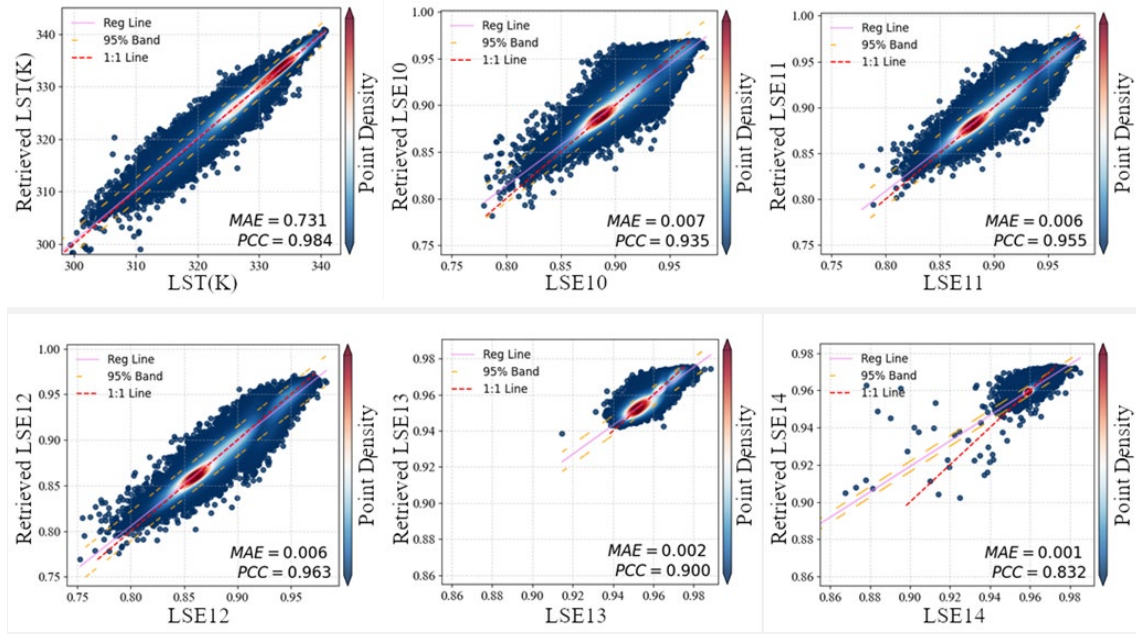 Reg Line
95% Band
1:1 Line
340
330
320
310
300
Retrieved LST(K)
MAE = 0.731
PCC = 0.984
300 310 320 330 340
LST(K)
Point Density
Reg Line
95% Band
1:1 Line
1.00
0.95
0.90
0.85
0.80
0.75
Retrieved LSE10
MAE = 0.007
PCC = 0.935
0.75 0.80 0.85 0.90 0.95
LSE10
Point Density
Reg Line
95% Band
1:1 Line
1.00
0.95
0.90
0.85
0.80
0.75
Retrieved LSE11
MAE = 0.006
PCC = 0.955
0.75 0.80 0.85 0.90 0.95
LSE11
Point Density
Reg Line
95% Band
1:1 Line
1.00
0.95
0.90
0.85
0.80
0.75
Retrieved LSE12
MAE = 0.006
PCC = 0.963
0.75 0.80 0.85 0.90 0.95
LSE12
Point Density
Reg Line
95% Band
1:1 Line
0.98
0.96
0.94
0.92
0.90
0.88
0.86
Retrieved LSE13
MAE = 0.002
PCC = 0.900
0.86 0.88 0.90 0.92 0.94 0.96 0.98
LSE13
Point Density
Reg Line
95% Band
1:1 Line
0.98
0.96
0.94
0.92
0.90
0.88
0.86
Retrieved LSE14
MAE = 0.001
PCC = 0.832
0.86 0.88 0.90 0.92 0.94 0.96 0.98
LSE14
Point Density